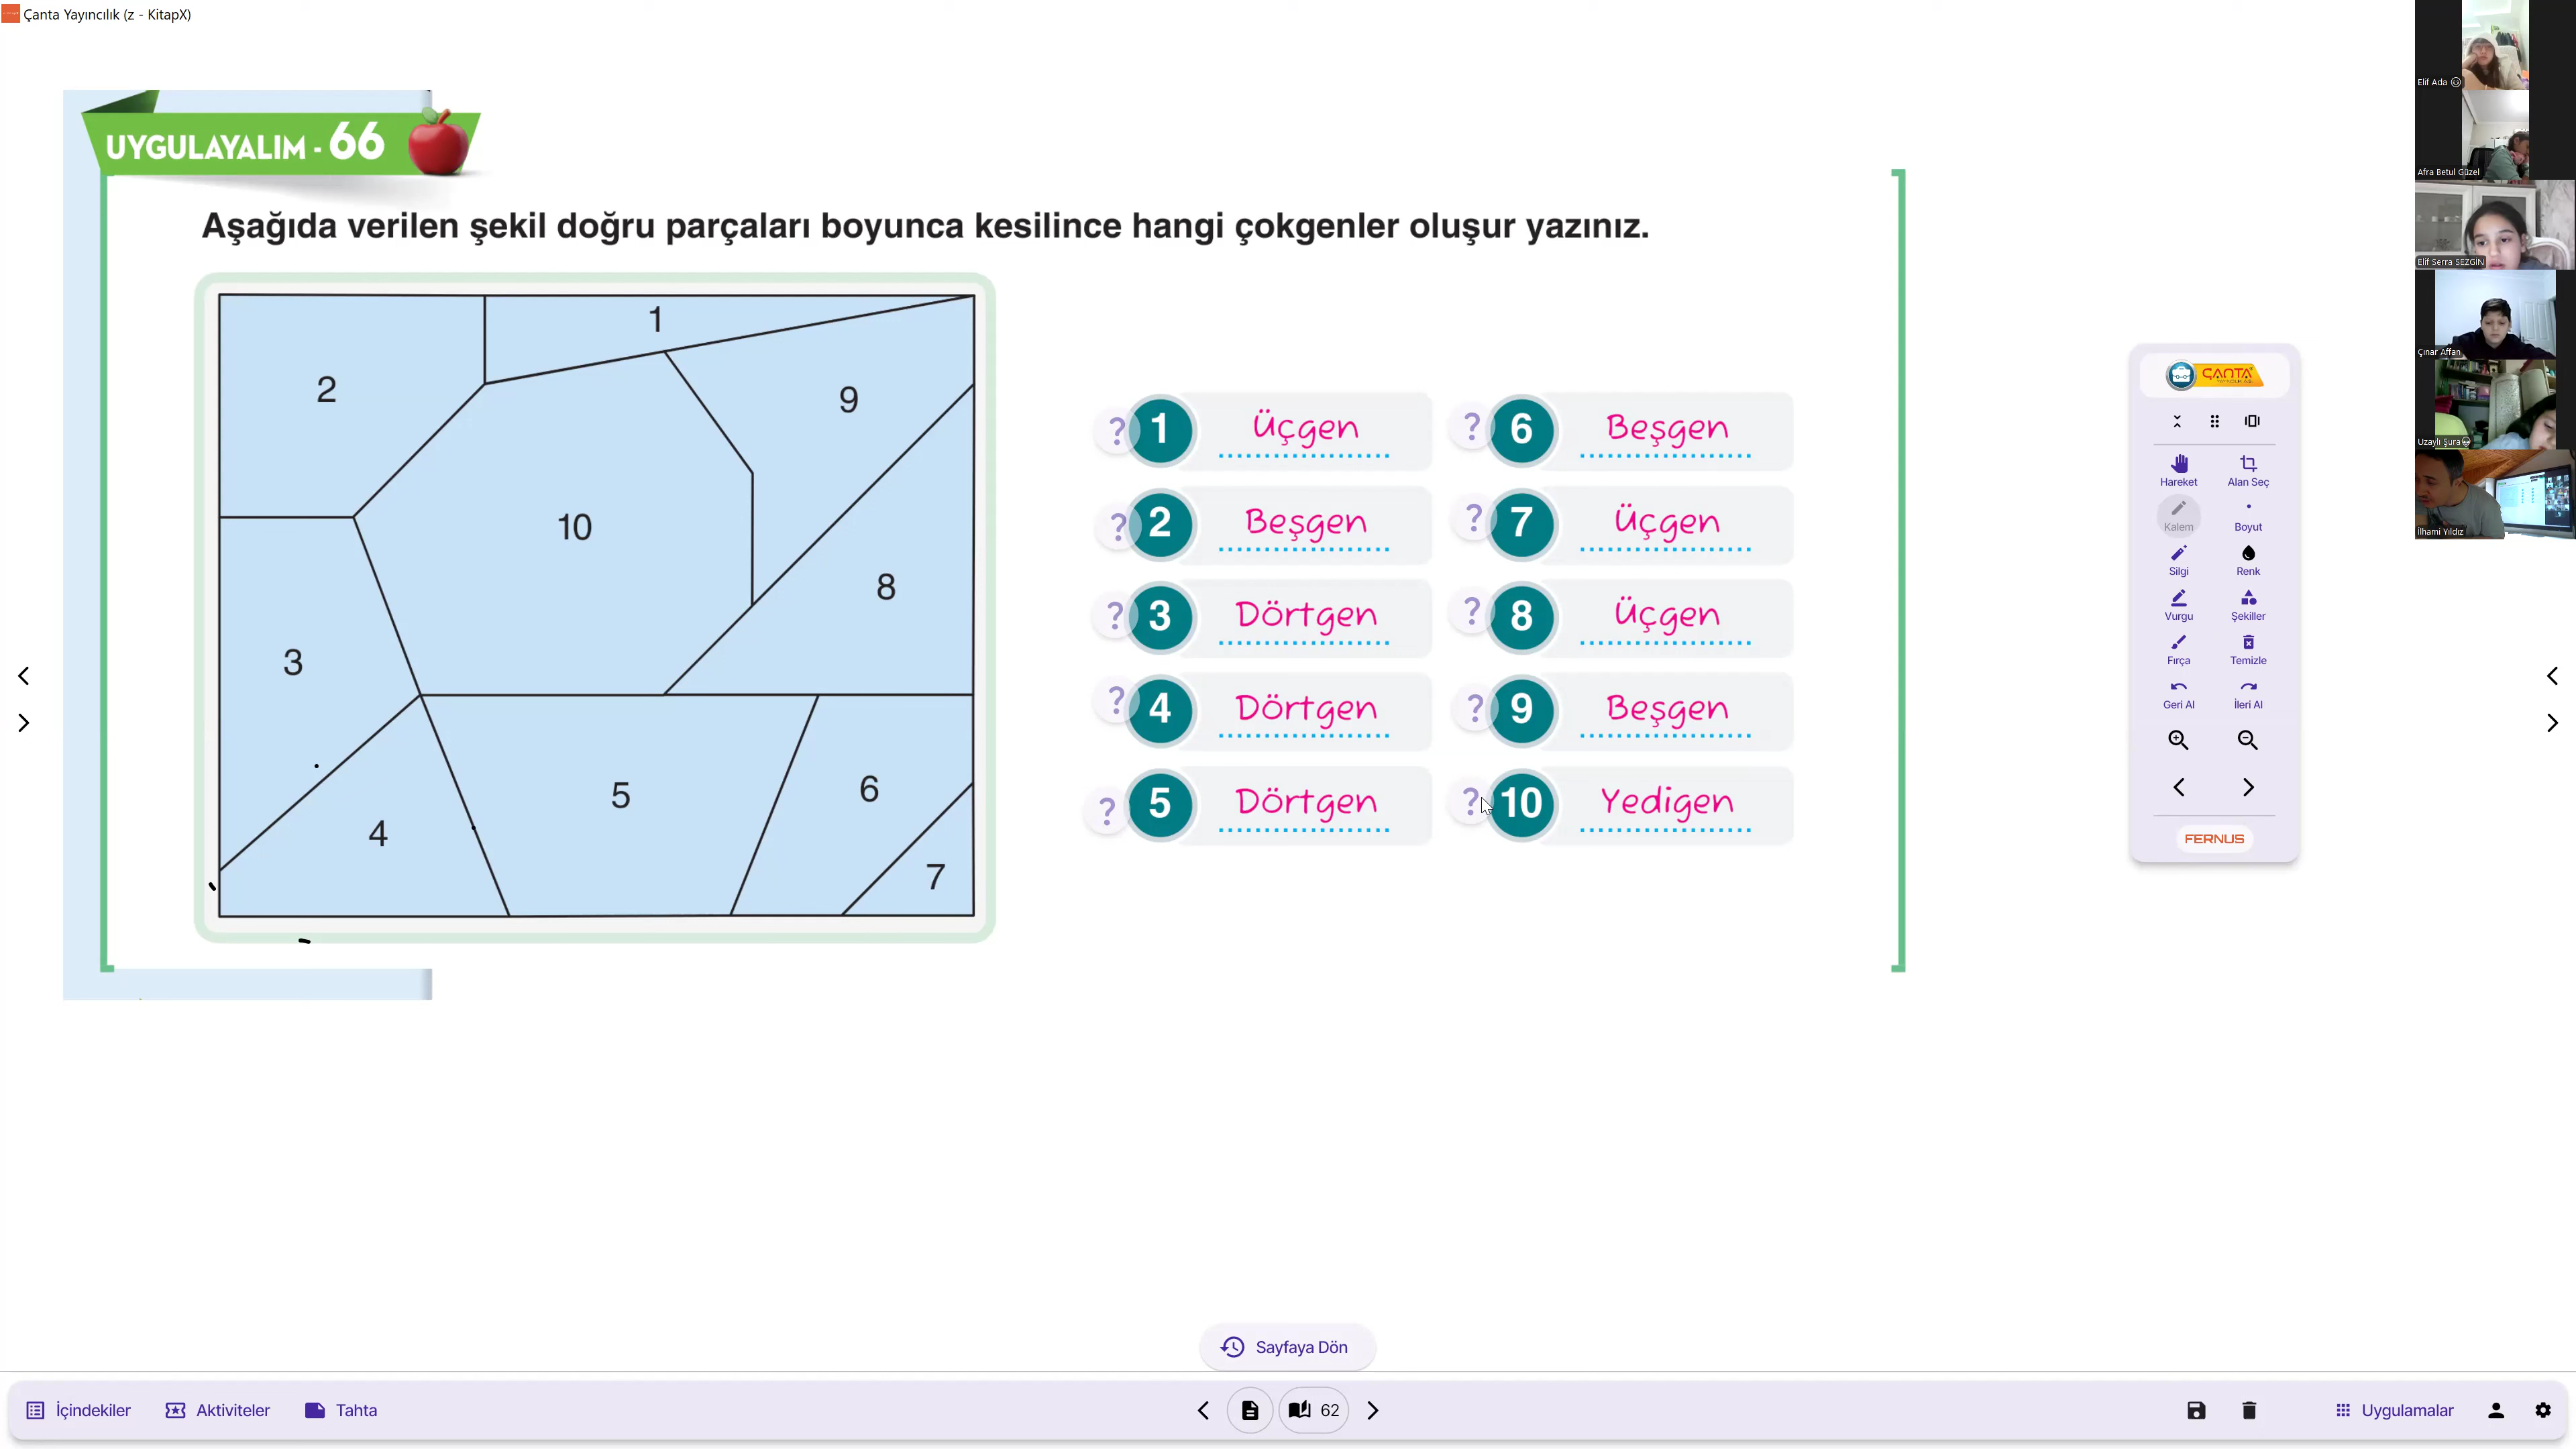 Çanta Yayıncılık (z - KitapX)
UYGULAYALIM - 66
Aşağıda verilen şekil doğru parçaları boyunca kesilince hangi çokgenler oluşur yazınız.
1
2
9
10
8
3
5
6
4
7
? 1 Üçgen
? 2 Beşgen
? 3 Dörtgen
? 4 Dörtgen
? 5 Dörtgen
? 6 Beşgen
? 7 Üçgen
? 8 Üçgen
? 9 Beşgen
? 10 Yedigen
ÇANTA
Hareket Alan Seç
Kalem Boyut
Silgi Renk
Vurgu Şekiller
Fırça Temizle
Geri Al İleri Al
FERNUS
Elif Ada
Afra Betul Güzel
Elif Serra SEZGİN
Çınar Affan
Uzaylı Şura
İlhami Yıldız
Sayfaya Dön
İçindekiler Aktiviteler Tahta 62 Uygulamalar